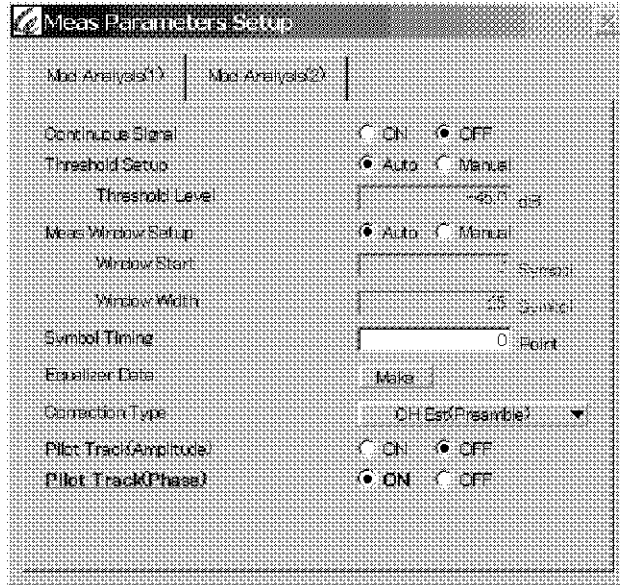 Meas Parameters Setup
Mod Analysis(1) Mod Analysis(2)
Continuous Signal ON OFF
Threshold Setup Auto Manual
Threshold Level -45.0 dB
Meas Window Setup Auto Manual
Window Start Symbol
Window Width Symbol
Symbol Timing 0 Point
Equalizer Data Make
Correction Type CH Est(Preamble)
Pilot Track(Amplitude) ON OFF
Pilot Track(Phase) ON OFF